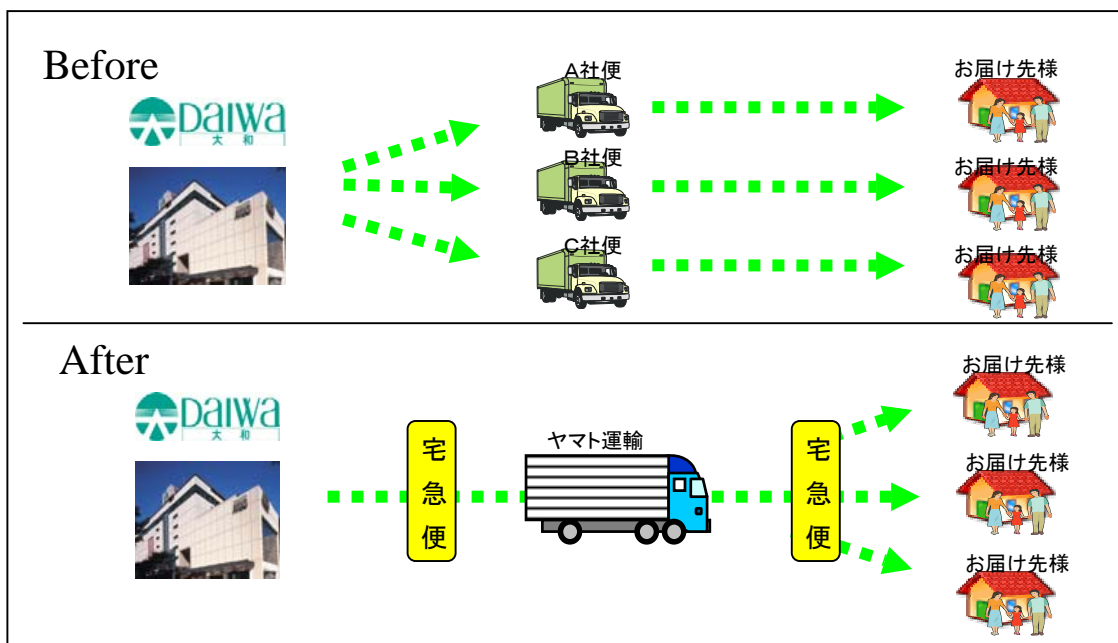 Before
DaiWa
大和
A社便
お届け先様
B社便
お届け先様
C社便
お届け先様
After
DaiWa
大和
宅急便
ヤマト運輸
宅急便
お届け先様
お届け先様
お届け先様